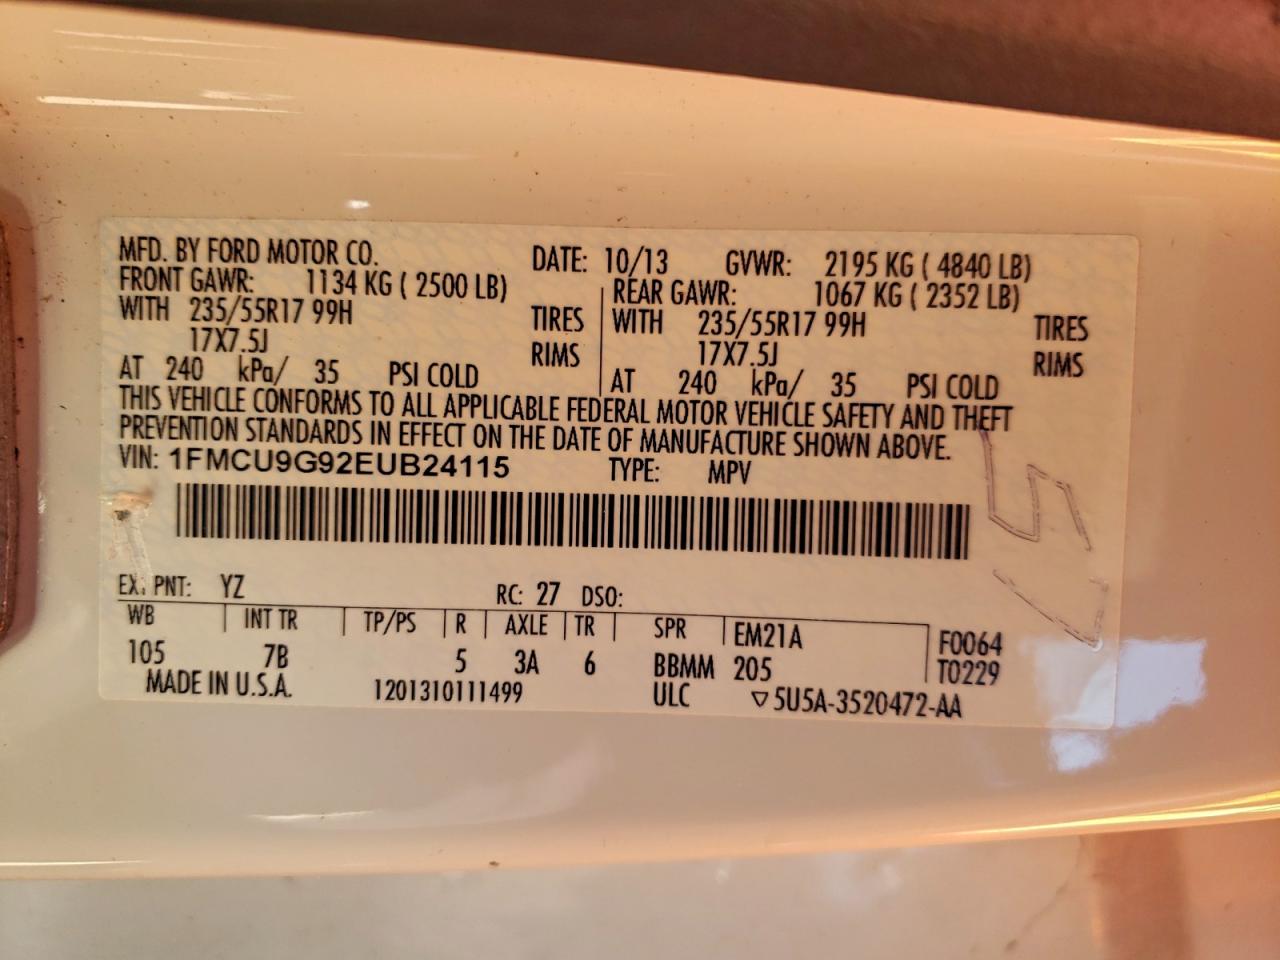 MFD. BY FORD MOTOR CO. DATE: 10/13 GVWR: 2195 KG ( 4840 LB)
FRONT GAWR: 1134 KG ( 2500 LB) REAR GAWR: 1067 KG ( 2352 LB)
WITH 235/55R17 99H TIRES WITH 235/55R17 99H TIRES
17X7.5J RIMS 17X7.5J RIMS
AT 240 kPa/ 35 PSI COLD AT 240 kPa/ 35 PSI COLD
THIS VEHICLE CONFORMS TO ALL APPLICABLE FEDERAL MOTOR VEHICLE SAFETY AND THEFT
PREVENTION STANDARDS IN EFFECT ON THE DATE OF MANUFACTURE SHOWN ABOVE.
VIN: 1FMCU9G92EUB24115 TYPE: MPV
EXT PNT: YZ RC: 27 DSO:
WB INT TR TP/PS R AXLE TR SPR EM21A F0064
105 7B 5 3A 6 BBMM 205 T0229
MADE IN U.S.A. 1201310111499 ULC ▽5U5A-3520472-AA